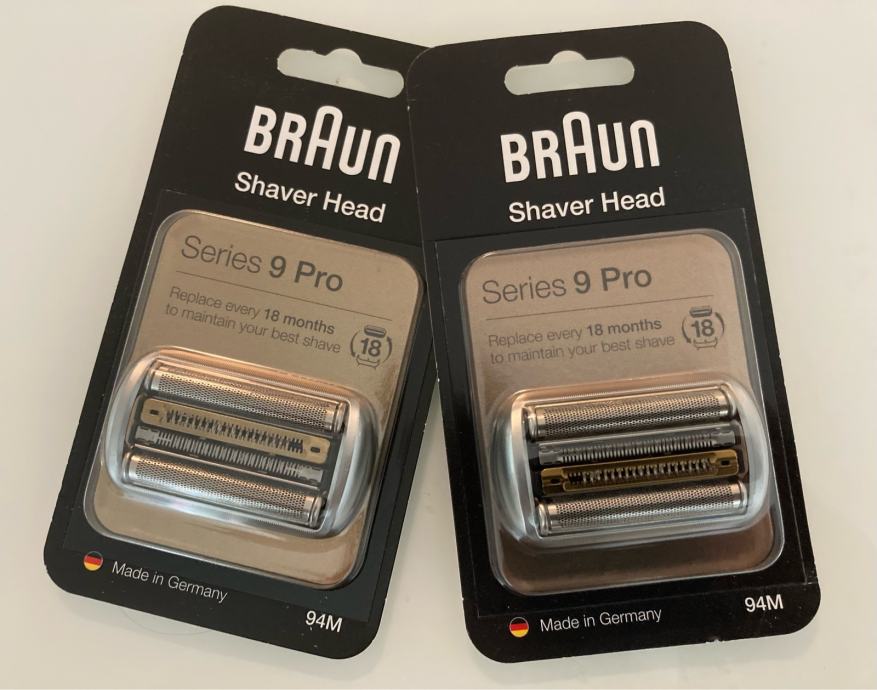 BRAUN
Shaver Head
Series 9 Pro
Replace every 18 months
to maintain your best shave
18
Made in Germany
94M
BRAUN
Shaver Head
Series 9 Pro
Replace every 18 months
to maintain your best shave
18
Made in Germany
94M